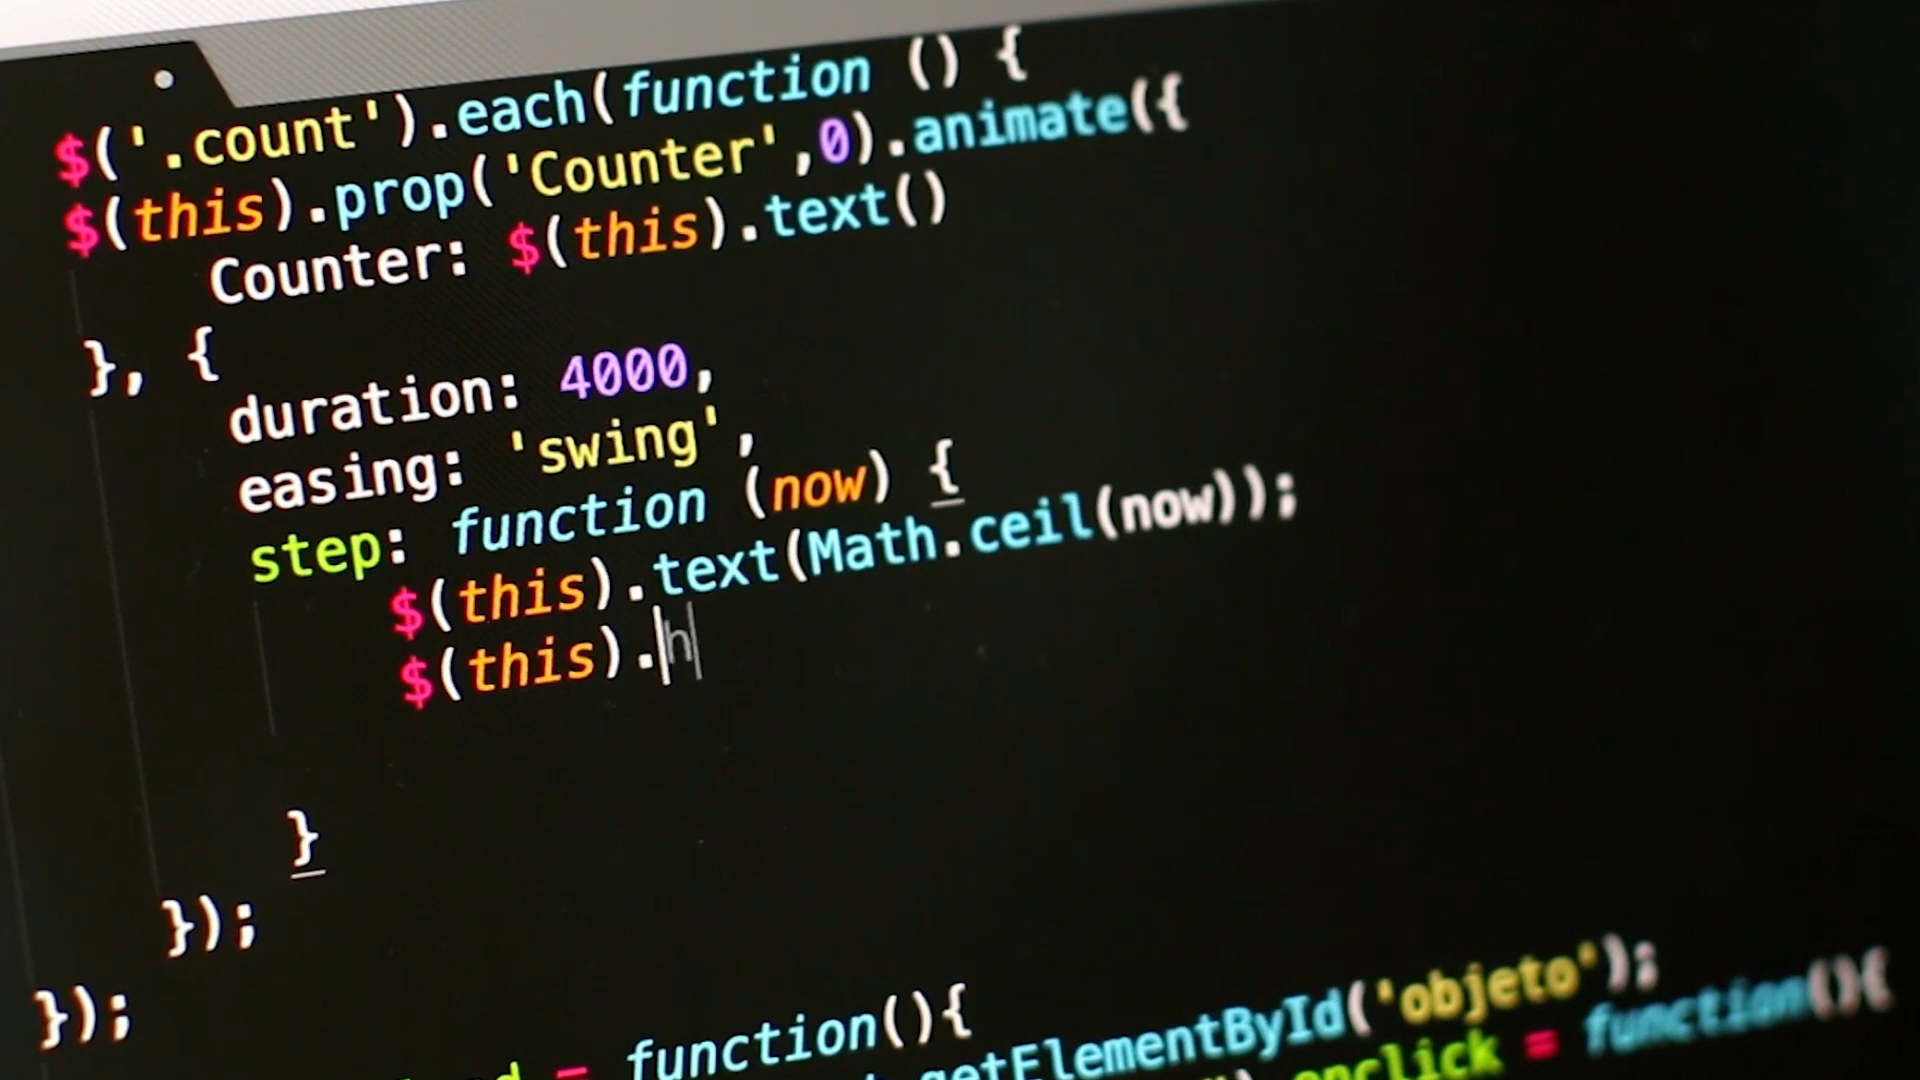 $('.count').each(function () {
$(this).prop('Counter',0).animate({
Counter: $(this).text()
}, {
duration: 4000,
easing: 'swing',
step: function (now) {
$(this).text(Math.ceil(now));
$(this).h
}
});
});
= function(){
getElementById('objeto');
onclick = function(){